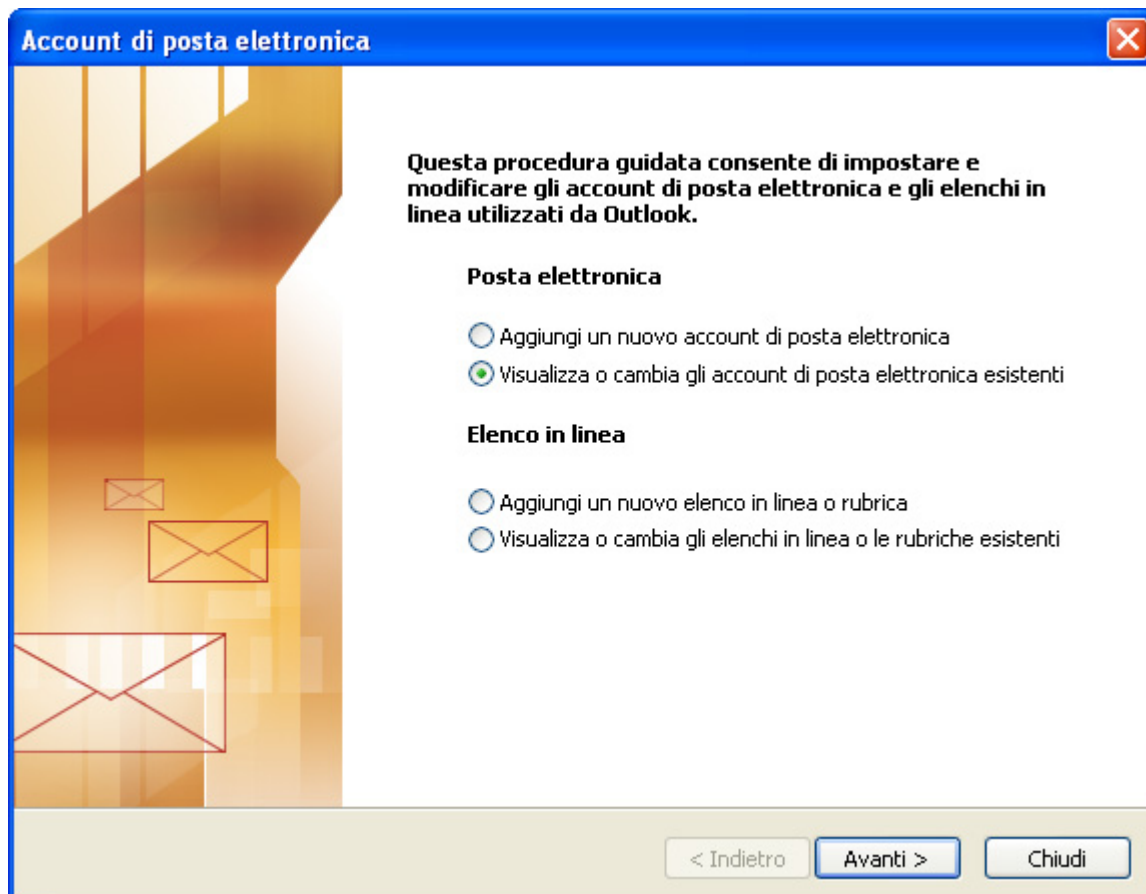 Account di posta elettronica
Questa procedura guidata consente di impostare e
modificare gli account di posta elettronica e gli elenchi in
linea utilizzati da Outlook.
Posta elettronica
Aggiungi un nuovo account di posta elettronica
Visualizza o cambia gli account di posta elettronica esistenti
Elenco in linea
Aggiungi un nuovo elenco in linea o rubrica
Visualizza o cambia gli elenchi in linea o le rubriche esistenti
< Indietro
Avanti >
Chiudi